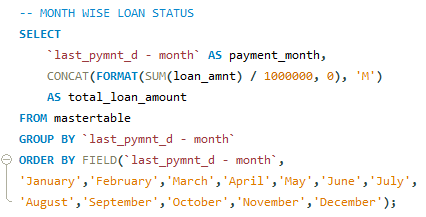 -- MONTH WISE LOAN STATUS
SELECT
`last_pymnt_d - month` AS payment_month,
CONCAT(FORMAT(SUM(loan_amnt) / 1000000, 0), 'M')
AS total_loan_amount
FROM mastertable
GROUP BY `last_pymnt_d - month`
ORDER BY FIELD(`last_pymnt_d - month`,
'January','February','March','April','May','June','July',
'August','September','October','November','December');